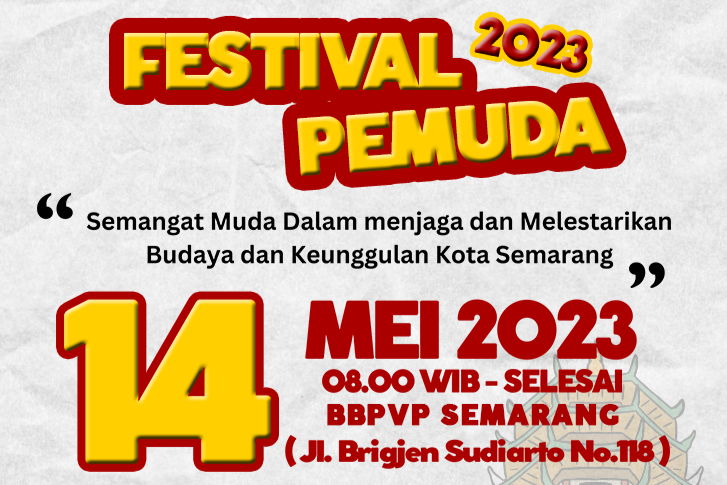 FESTIVAL 2023
PEMUDA
“ Semangat Muda Dalam menjaga dan Melestarikan
Budaya dan Keunggulan Kota Semarang ”
14 MEI 2023
08.00 WIB - SELESAI
BBPVP SEMARANG
( Jl. Brigjen Sudiarto No.118 )